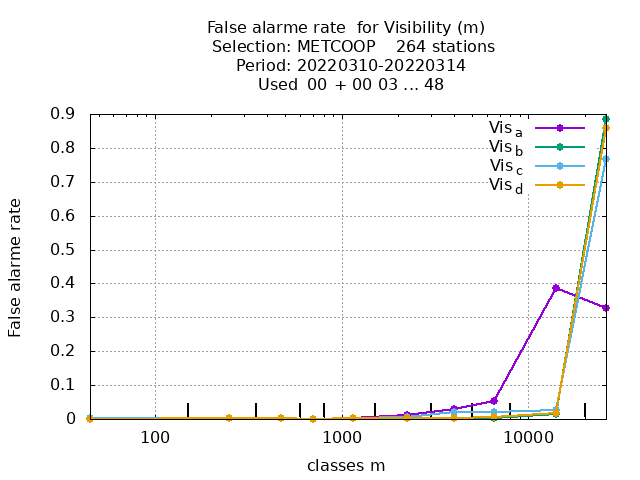 False alarme rate  for Visibility (m)
Selection: METCOOP    264 stations
Period: 20220310-20220314
Used  00 + 00 03 ... 48
False alarme rate
0.9
0.8
0.7
0.6
0.5
0.4
0.3
0.2
0.1
0
Vis a
Vis b
Vis c
Vis d
100
1000
10000
classes m